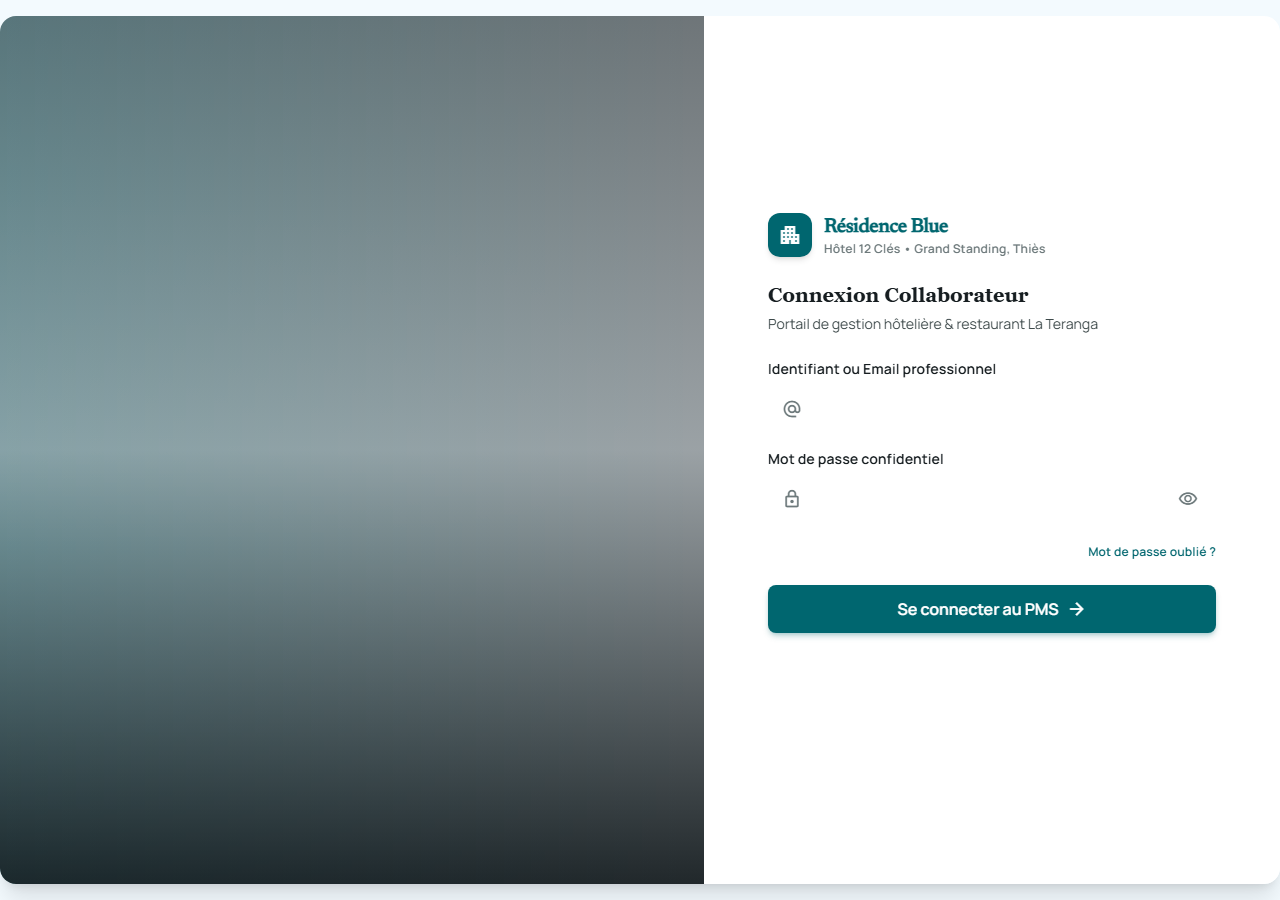 Résidence Blue
Hôtel 12 Clés • Grand Standing, Thiès
Connexion Collaborateur
Portail de gestion hôtelière & restaurant La Teranga
Identifiant ou Email professionnel
Mot de passe confidentiel
Mot de passe oublié ?
Se connecter au PMS →